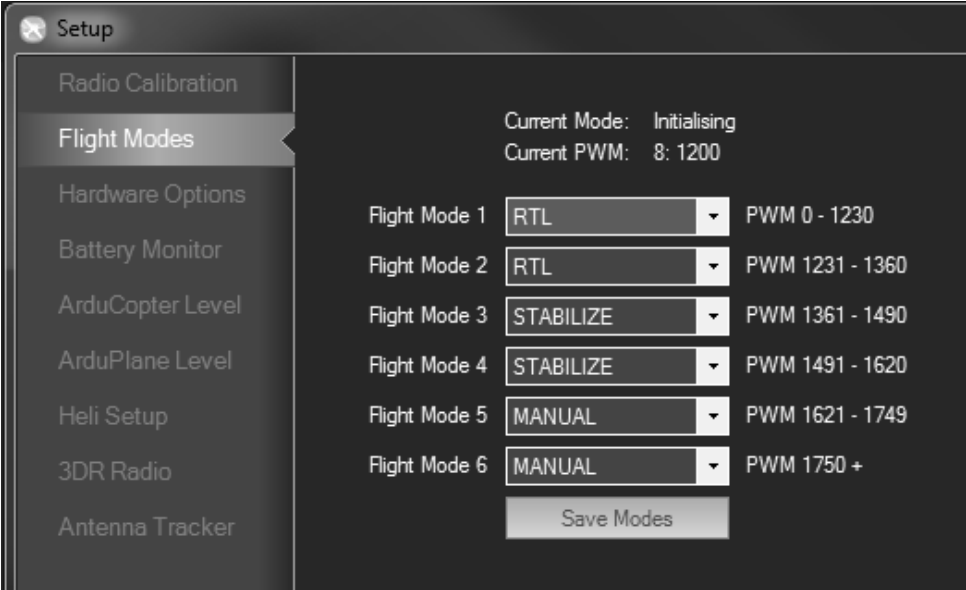 Setup
Radio Calibration
Flight Modes
Hardware Options
Battery Monitor
ArduCopter Level
ArduPlane Level
Heli Setup
3DR Radio
Antenna Tracker
Current Mode: Initialising
Current PWM: 8: 1200
Flight Mode 1 RTL PWM 0 - 1230
Flight Mode 2 RTL PWM 1231 - 1360
Flight Mode 3 STABILIZE PWM 1361 - 1490
Flight Mode 4 STABILIZE PWM 1491 - 1620
Flight Mode 5 MANUAL PWM 1621 - 1749
Flight Mode 6 MANUAL PWM 1750 +
Save Modes